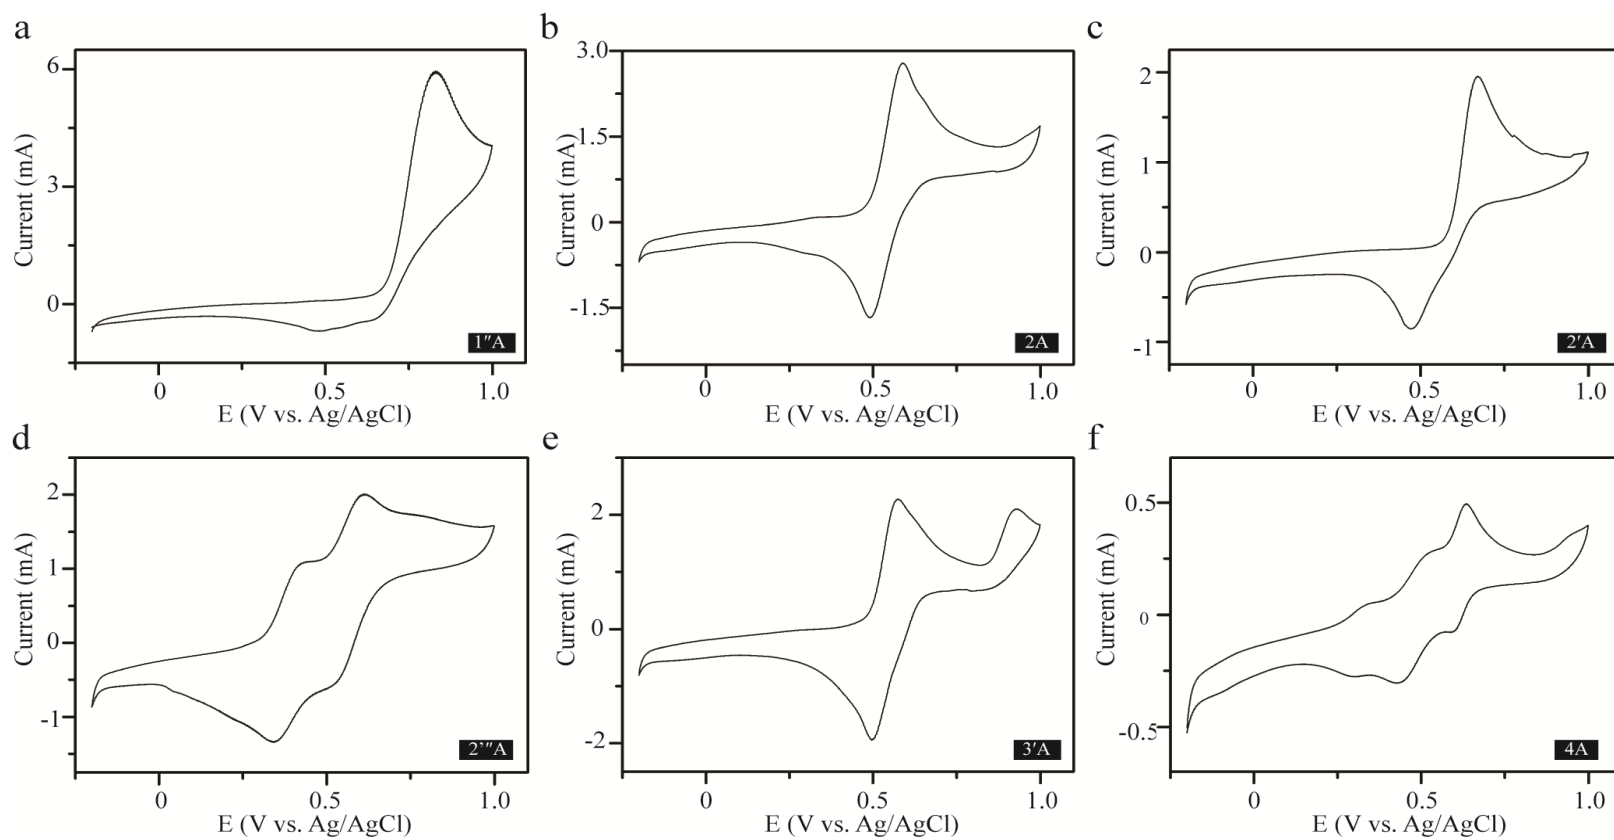 a
6
3
0
Current (mA)
1"A
0
0.5
1.0
E (V vs. Ag/AgCl)
b
3.0
1.5
0
-1.5
Current (mA)
2A
0
0.5
1.0
E (V vs. Ag/AgCl)
c
2
1
0
-1
Current (mA)
2'A
0
0.5
1.0
E (V vs. Ag/AgCl)
d
2
1
0
-1
Current (mA)
2'"A
0
0.5
1.0
E (V vs. Ag/AgCl)
e
2
0
-2
Current (mA)
3'A
0
0.5
1.0
E (V vs. Ag/AgCl)
f
0.5
0
-0.5
Current (mA)
4A
0
0.5
1.0
E (V vs. Ag/AgCl)